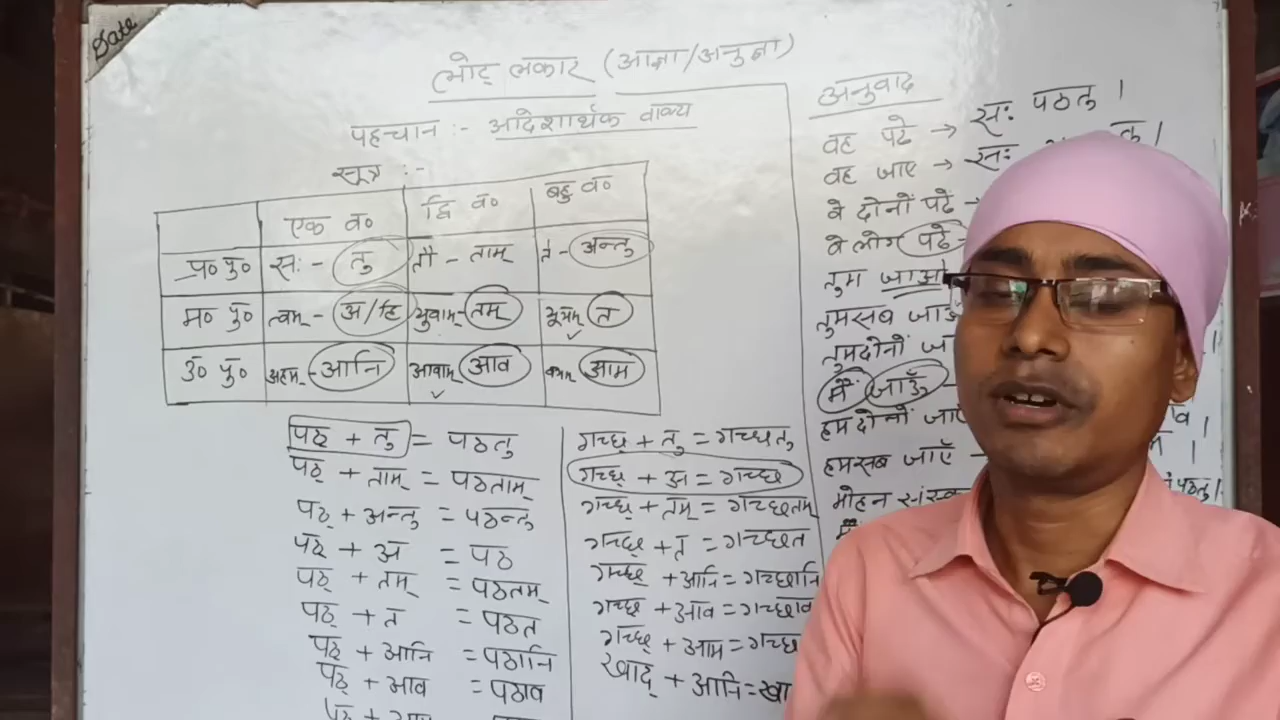 Date
लोट् लकार (आज्ञा/अनुज्ञा)
पहचान :- आदेशार्थक वाक्य
सूत्र :-
एक व० द्वि व० बहु व०
प्र० पु० सः - तु तौ - ताम् ते - अन्तु
म० पु० त्वम् - अ/हि युवाम् - तम् यूयम् त
उ० पु० अहम् - आनि आवाम् आव वयम् आम
पठ् + तु = पठतु
पठ् + ताम् = पठताम्
पठ् + अन्तु = पठन्तु
पठ् + अ = पठ
पठ् + तम् = पठतम्
पठ् + त = पठत
पठ् + आनि = पठानि
पठ् + आव = पठाव
गच्छ् + तु = गच्छतु
गच्छ् + अ = गच्छ
गच्छ् + तम् = गच्छतम्
गच्छ् + त = गच्छत
गच्छ् + आनि = गच्छानि
गच्छ् + आव = गच्छाव
गच्छ् + आम = गच्छ
खाद् + आनि = खा
अनुवाद
वह पढे → सः पठतु ।
वह जाए → सः
वे दोनों पढें
वे लोग पढें
तुम जाओ
तुमसब
तुमदोनों
मैं जाऊँ
हमदोनों जाएँ
हमसब जाएँ
मोहन